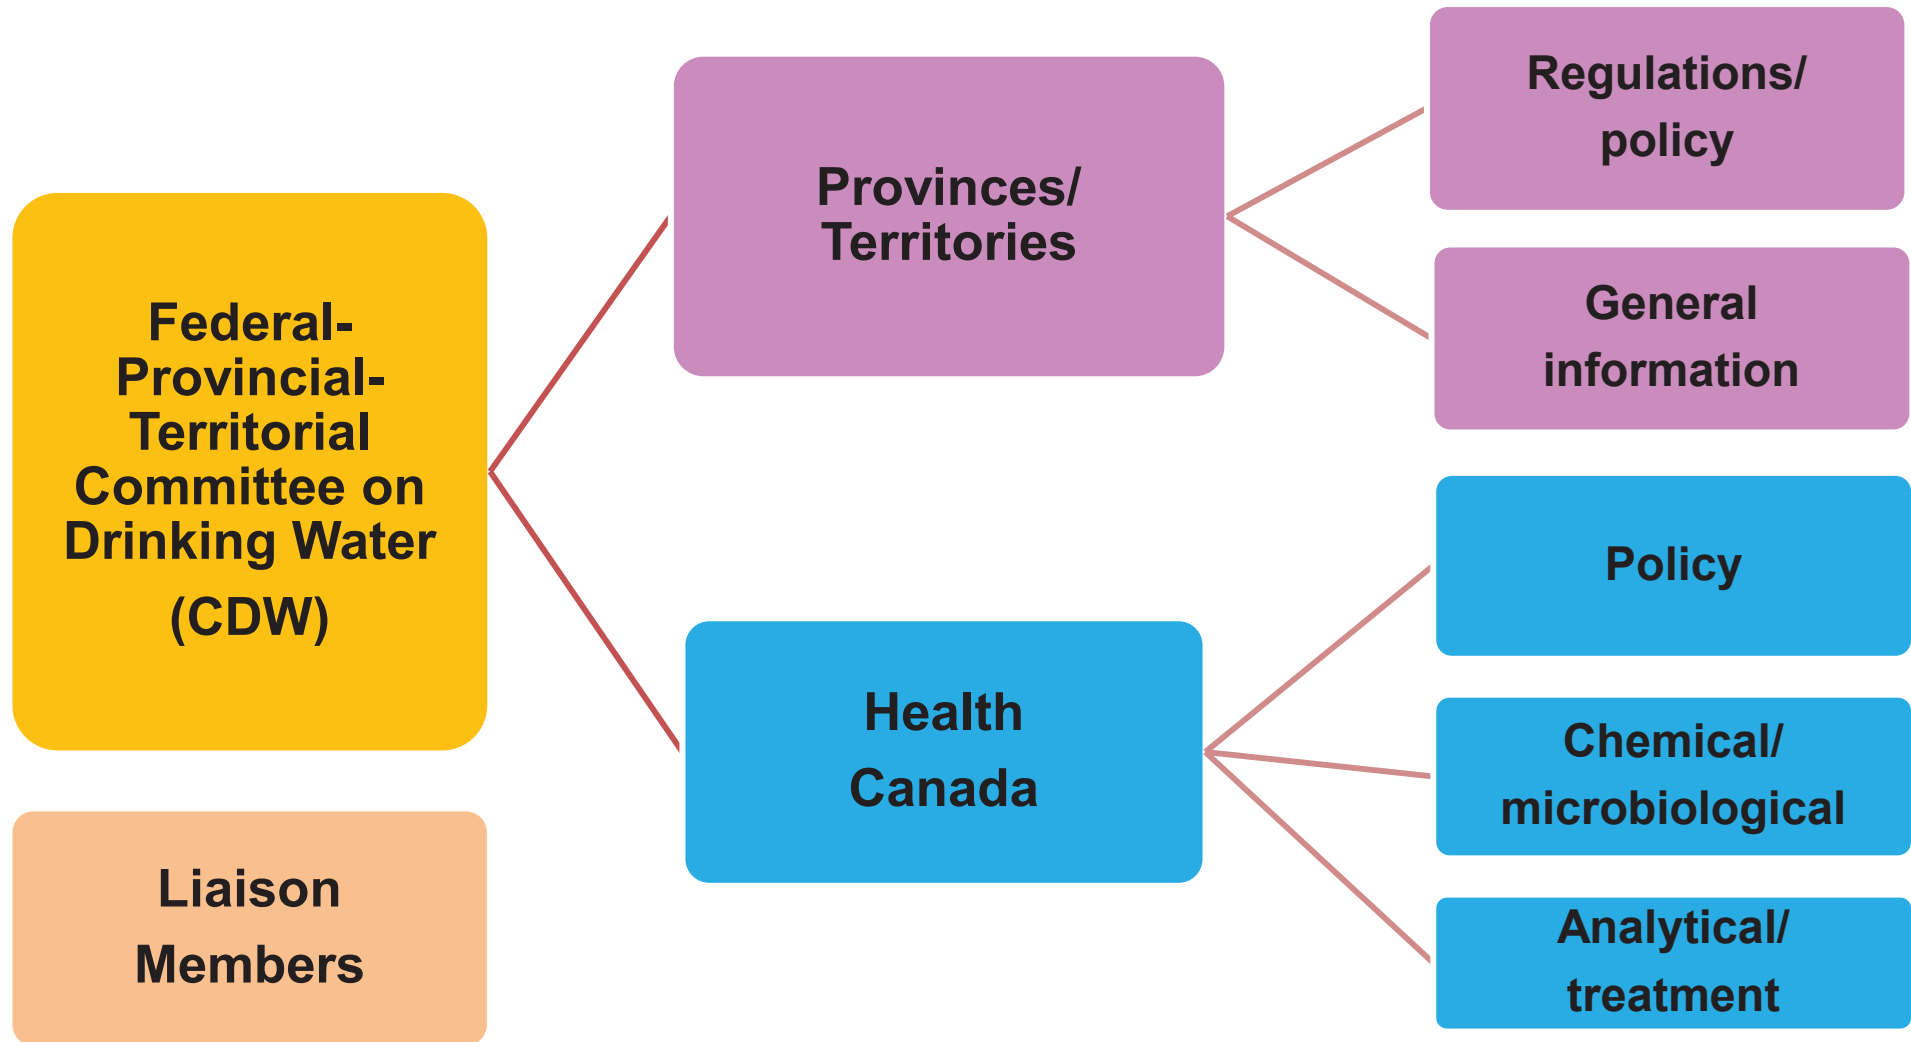 Federal-
Provincial-
Territorial
Committee on
Drinking Water
(CDW)
Liaison
Members
Provinces/
Territories
Health
Canada
Regulations/
policy
General
information
Policy
Chemical/
microbiological
Analytical/
treatment